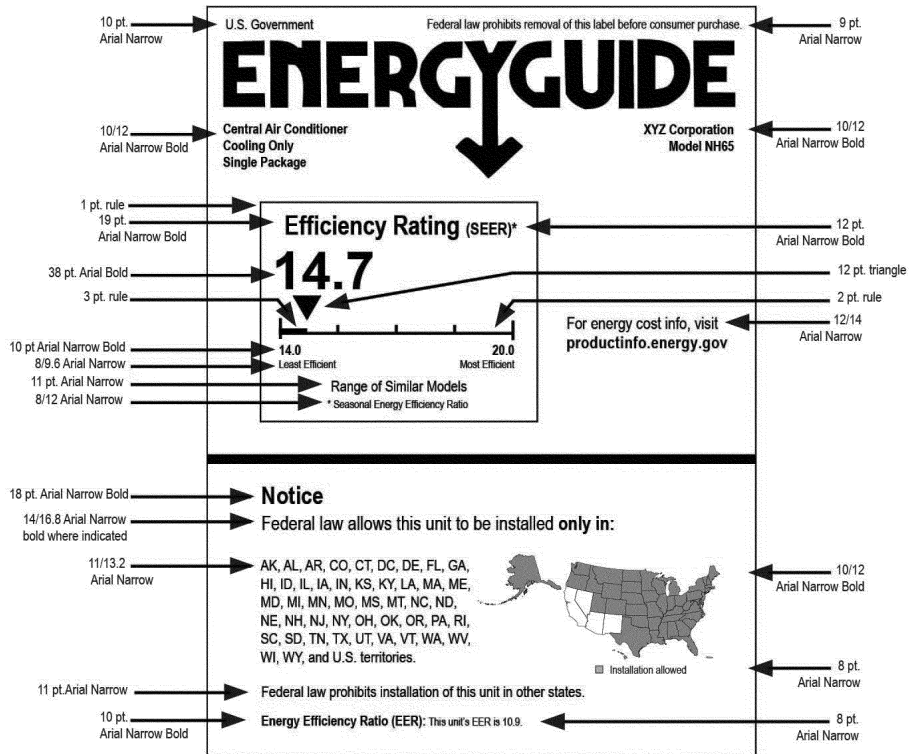 10 pt.
Arial Narrow
U.S. Government
Federal law prohibits removal of this label before consumer purchase.
9 pt.
Arial Narrow
ENERGYGUIDE
10/12
Arial Narrow Bold
Central Air Conditioner
Cooling Only
Single Package
XYZ Corporation
Model NH65
10/12
Arial Narrow Bold
1 pt. rule
19 pt.
Arial Narrow Bold
Efficiency Rating (SEER)*
12 pt.
Arial Narrow Bold
38 pt. Arial Bold
14.7
12 pt. triangle
3 pt. rule
2 pt. rule
For energy cost info, visit
productinfo.energy.gov
12/14
Arial Narrow
10 pt Arial Narrow Bold
14.0
20.0
8/9.6 Arial Narrow
Least Efficient
Most Efficient
11 pt. Arial Narrow
Range of Similar Models
8/12 Arial Narrow
* Seasonal Energy Efficiency Ratio
18 pt. Arial Narrow Bold
Notice
14/16.8 Arial Narrow
bold where indicated
Federal law allows this unit to be installed only in:
11/13.2
Arial Narrow
AK, AL, AR, CO, CT, DC, DE, FL, GA,
HI, ID, IL, IA, IN, KS, KY, LA, MA, ME,
MD, MI, MN, MO, MS, MT, NC, ND,
NE, NH, NJ, NY, OH, OK, OR, PA, RI,
SC, SD, TN, TX, UT, VA, VT, WA, WV,
WI, WY, and U.S. territories.
10/12
Arial Narrow Bold
Installation allowed
8 pt.
Arial Narrow
11 pt.Arial Narrow
Federal law prohibits installation of this unit in other states.
10 pt.
Arial Narrow Bold
Energy Efficiency Ratio (EER): This unit's EER is 10.9.
8 pt.
Arial Narrow